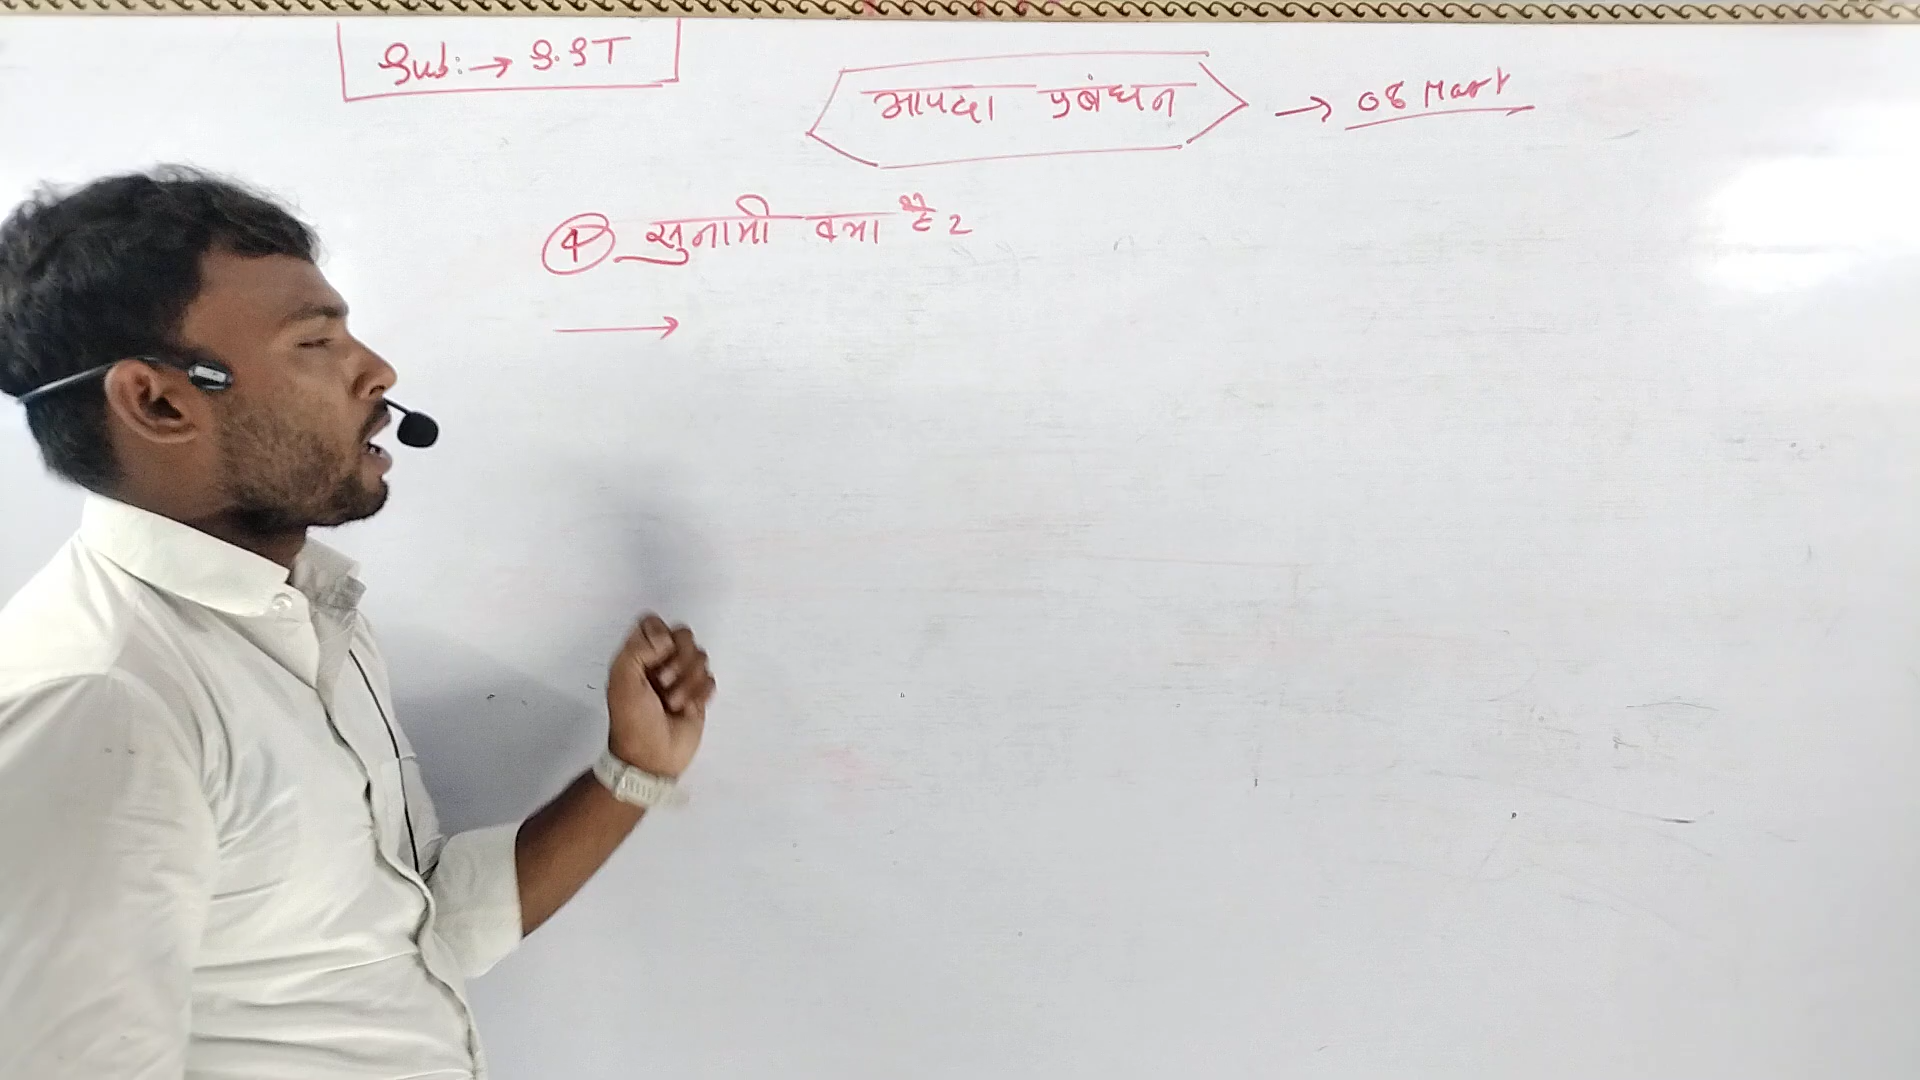 Sub:→ S.ST
आपदा प्रबंधन → 08 Mark
④ सुनामी क्या है?
→